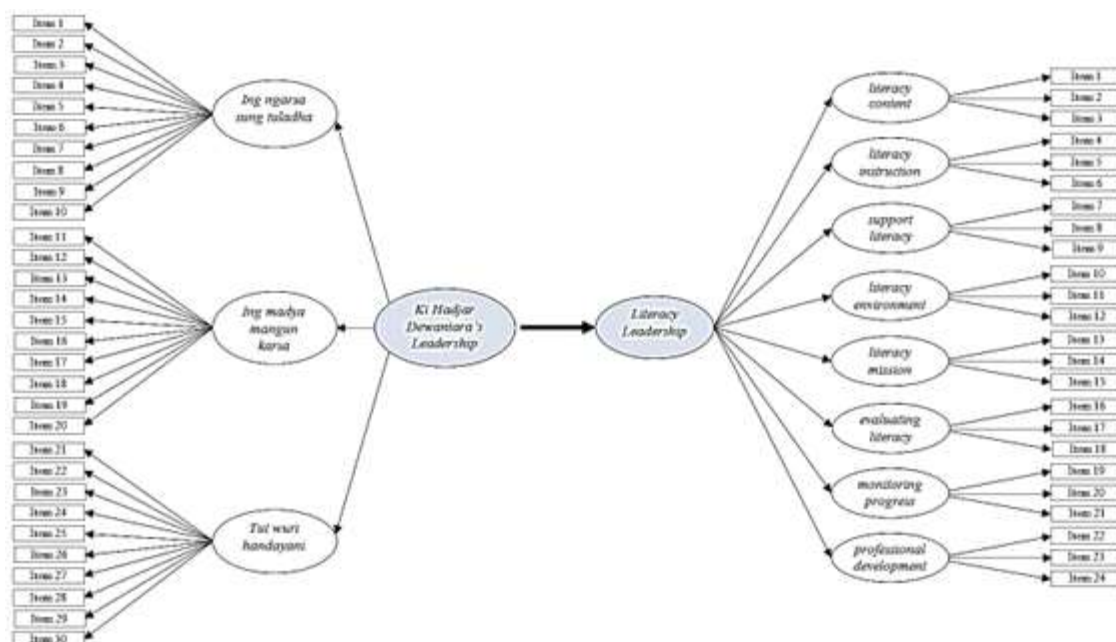 Item 1
Item 2
Item 3
Item 4
Item 5
Item 6
Item 7
Item 8
Item 9
Item 10
Item 11
Item 12
Item 13
Item 14
Item 15
Item 16
Item 17
Item 18
Item 19
Item 20
Item 21
Item 22
Item 23
Item 24
Item 25
Item 26
Item 27
Item 28
Item 29
Item 30
Ing ngarsa
sung tuladha
Ing madya
mangun
karsa
Tut wuri
handayani
Ki Hadjar
Dewantara's
Leadership
Literacy
Leadership
literacy
content
literacy
instruction
support
literacy
literacy
environment
literacy
mission
evaluating
literacy
monitoring
progress
professional
development
Item 1
Item 2
Item 3
Item 4
Item 5
Item 6
Item 7
Item 8
Item 9
Item 10
Item 11
Item 12
Item 13
Item 14
Item 15
Item 16
Item 17
Item 18
Item 19
Item 20
Item 21
Item 22
Item 23
Item 24